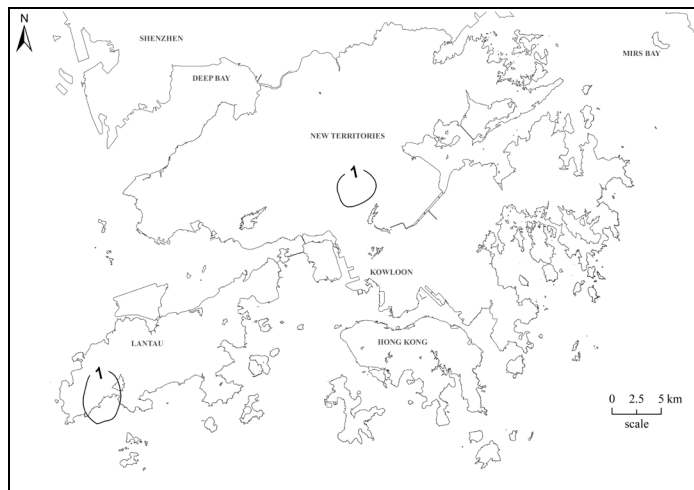 N
SHENZHEN
MIRS BAY
DEEP BAY
NEW TERRITORIES
1
KOWLOON
LANTAU
HONG KONG
1
0 2.5 5 km
scale